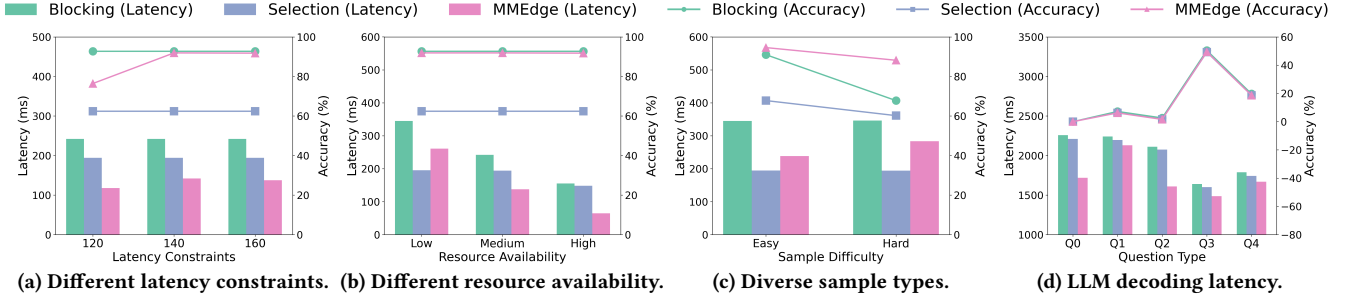 Blocking (Latency) Selection (Latency) MMEdge (Latency) Blocking (Accuracy) Selection (Accuracy) MMEdge (Accuracy)
500
400
300
200
100
0
Latency (ms)
120 140 160
Latency Constraints
100
80
60
40
20
0
Accuracy (%)
(a) Different latency constraints.
600
500
400
300
200
100
0
Latency (ms)
Low Medium High
Resource Availability
100
80
60
40
20
0
Accuracy (%)
(b) Different resource availability.
600
500
400
300
200
100
0
Latency (ms)
Easy Hard
Sample Difficulty
100
80
60
40
20
0
Accuracy (%)
(c) Diverse sample types.
3500
3000
2500
2000
1500
1000
Latency (ms)
Q0 Q1 Q2 Q3 Q4
Question Type
60
40
20
0
−20
−40
−60
−80
Accuracy (%)
(d) LLM decoding latency.